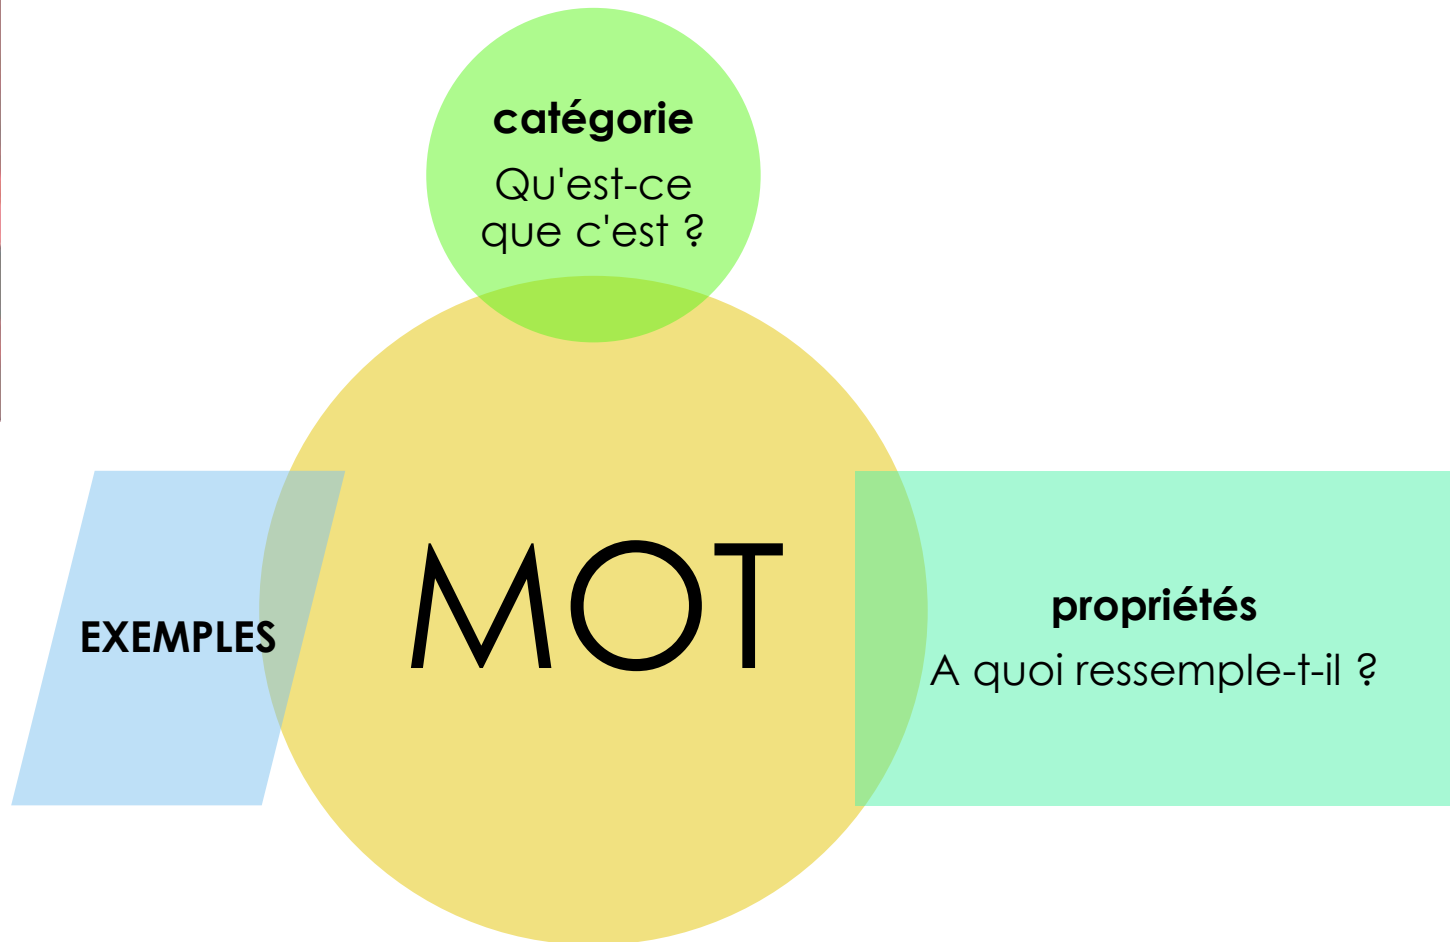 catégorie
Qu'est-ce
que c'est ?
EXEMPLES
MOT
propriétés
A quoi ressemple-t-il ?